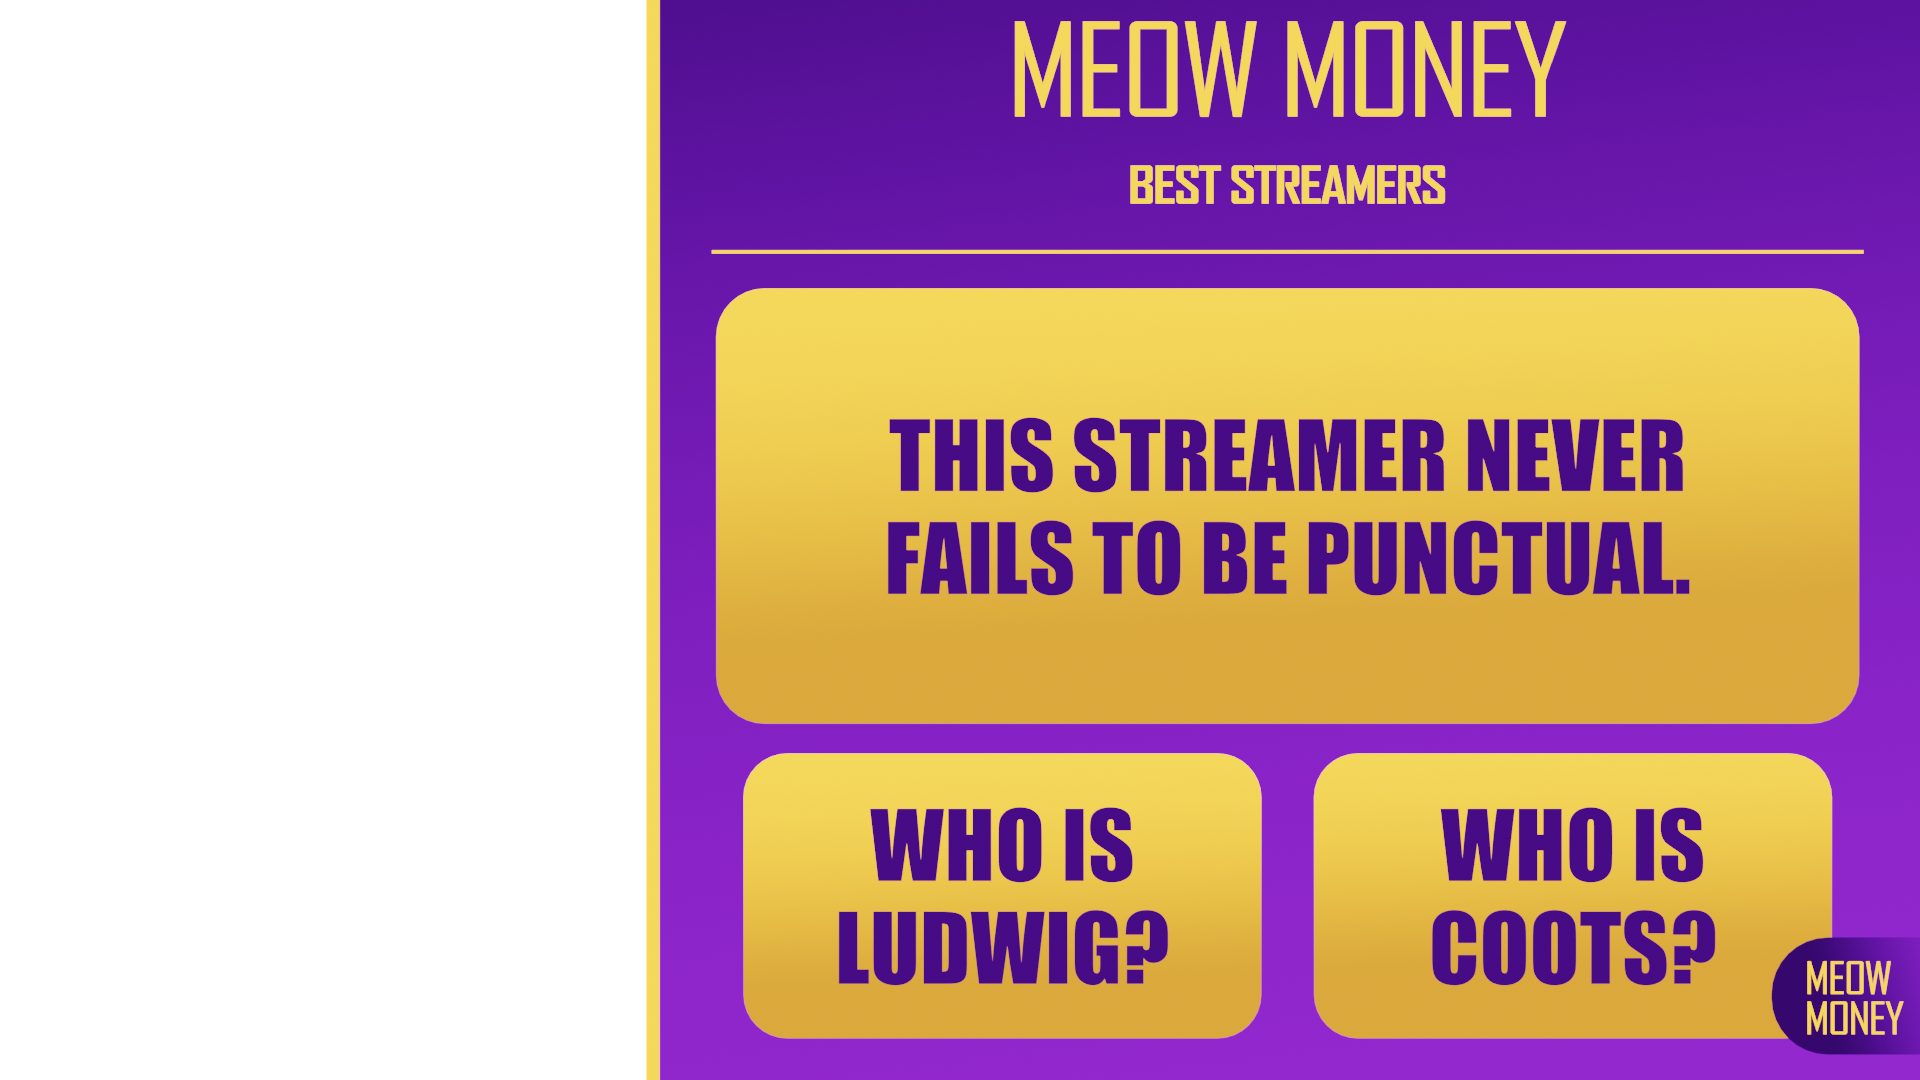 MEOW MONEY
BEST STREAMERS
THIS STREAMER NEVER
FAILS TO BE PUNCTUAL.
WHO IS
LUDWIG?
WHO IS
COOTS?
MEOW
MONEY